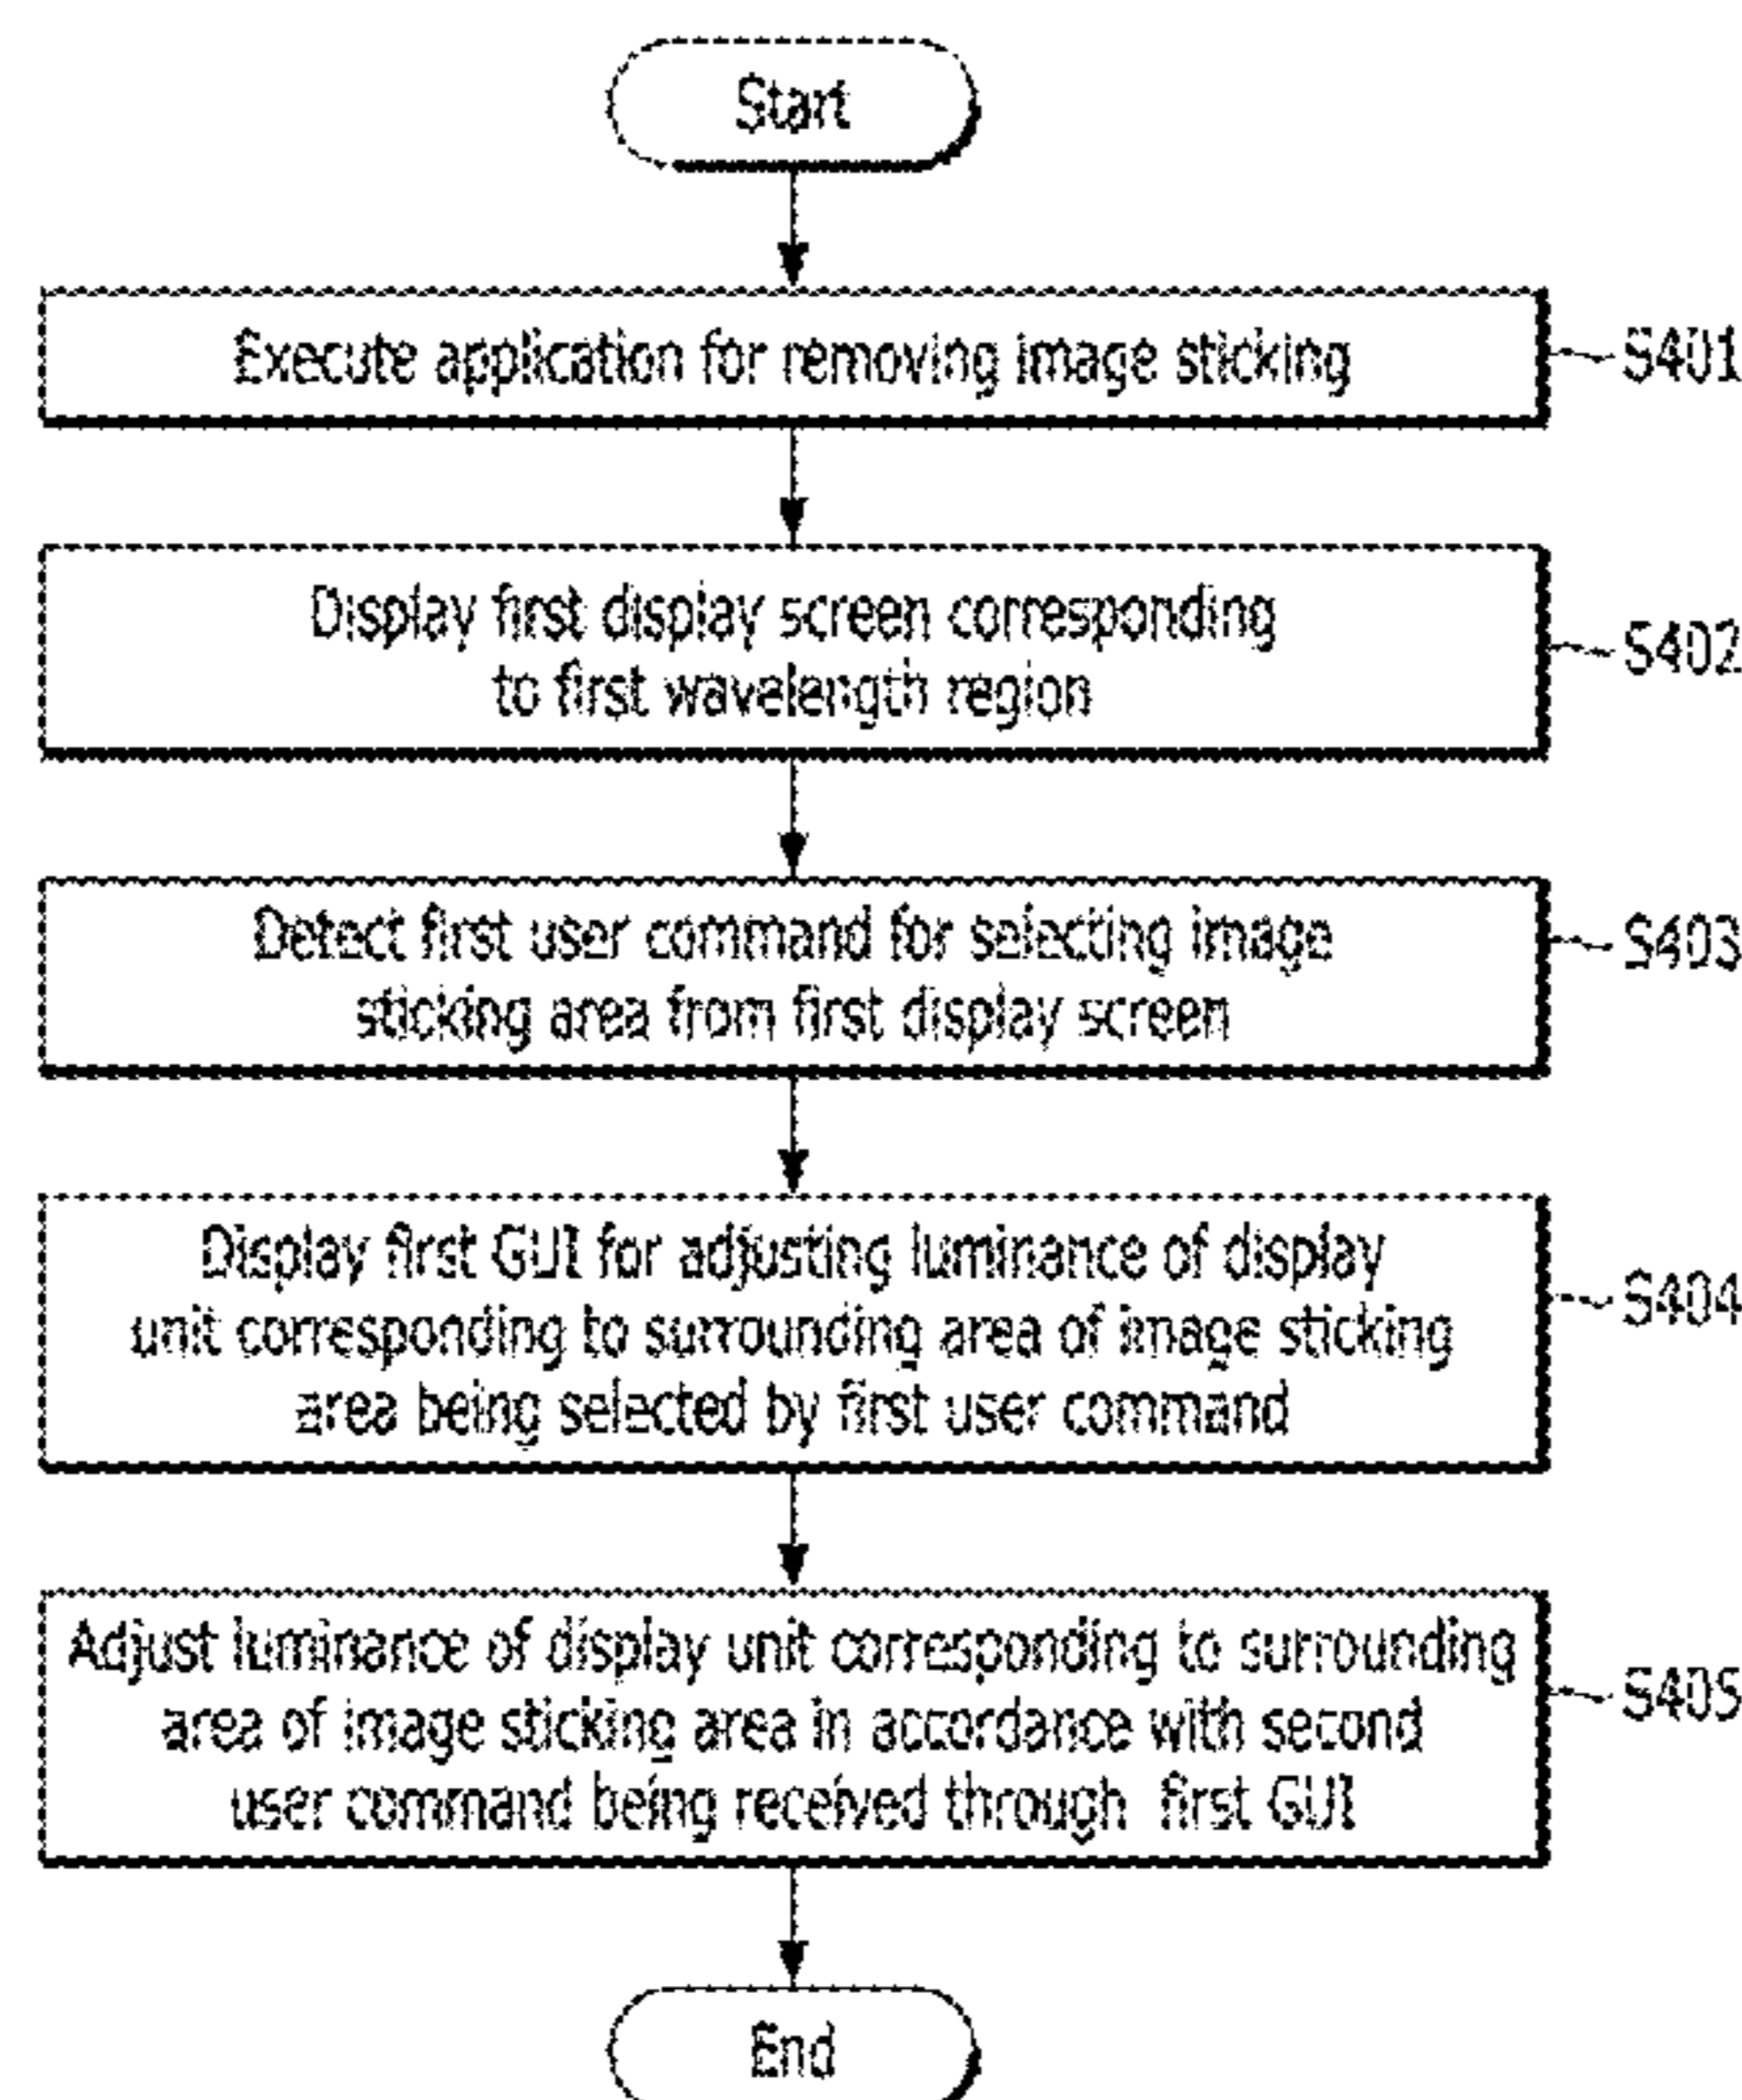 Start
Execute application for removing image sticking
S401
Display first display screen corresponding
to first wavelength region
S402
Detect first user command for selecting image
sticking area from first display screen
S403
Display first GUI for adjusting luminance of display
unit corresponding to surrounding area of image sticking
area being selected by first user command
S404
Adjust luminance of display unit corresponding to surrounding
area of image sticking area in accordance with second
user command being received through first GUI
S405
End